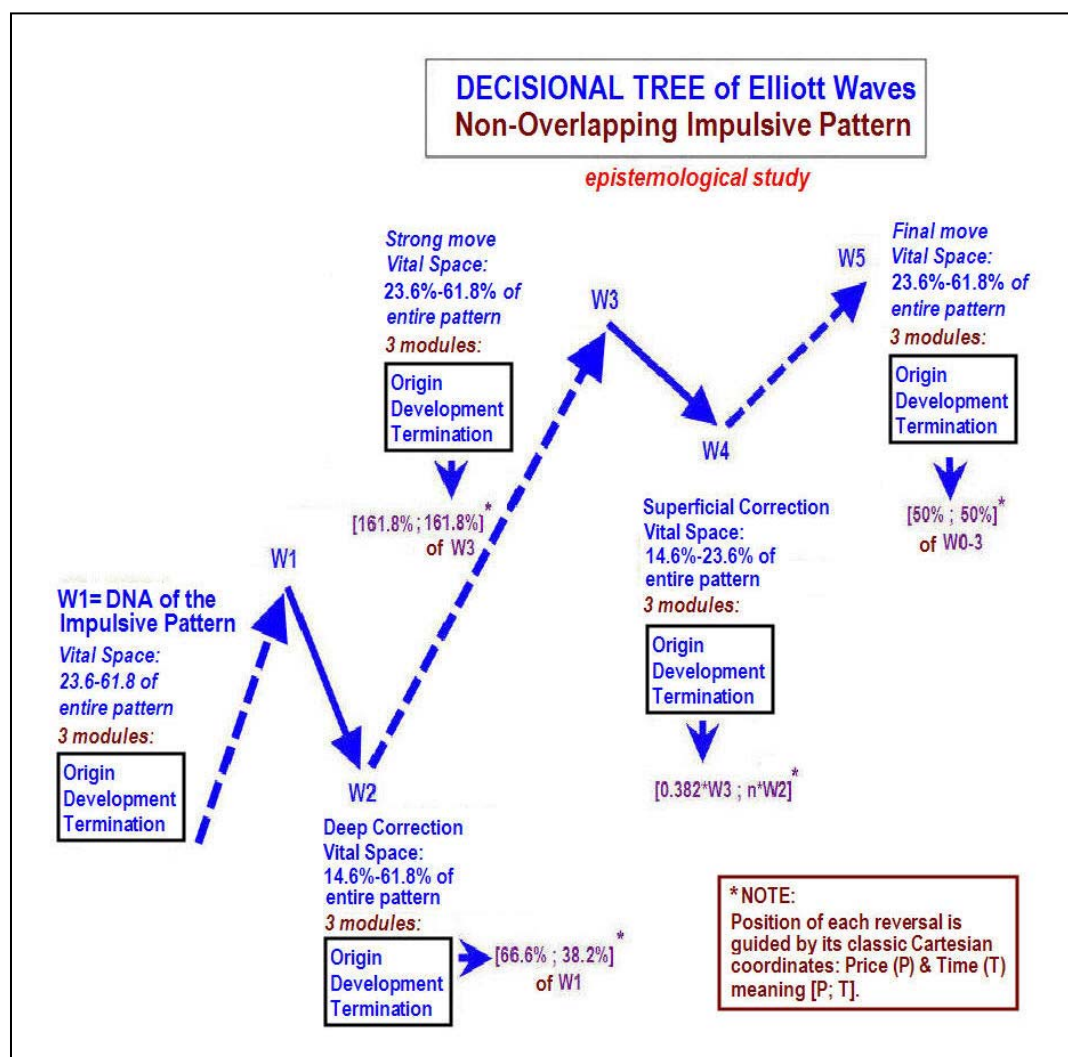 DECISIONAL TREE of Elliott Waves
Non-Overlapping Impulsive Pattern
epistemological study
Strong move
Vital Space:
23.6%-61.8% of
entire pattern
3 modules:
Origin
Development
Termination
[161.8% ; 161.8%]*
of W3
W3
W5
Final move
Vital Space:
23.6%-61.8% of
entire pattern
3 modules:
Origin
Development
Termination
[50% ; 50%]*
of W0-3
W4
Superficial Correction
Vital Space:
14.6%-23.6% of
entire pattern
3 modules:
Origin
Development
Termination
[0.382*W3 ; n*W2]*
W1
W1= DNA of the
Impulsive Pattern
Vital Space:
23.6-61.8 of
entire pattern
3 modules:
Origin
Development
Termination
W2
Deep Correction
Vital Space:
14.6%-61.8% of
entire pattern
3 modules:
Origin
Development
Termination
[66.6% ; 38.2%]*
of W1
* NOTE:
Position of each reversal is
guided by its classic Cartesian
coordinates: Price (P) & Time (T)
meaning [P; T].